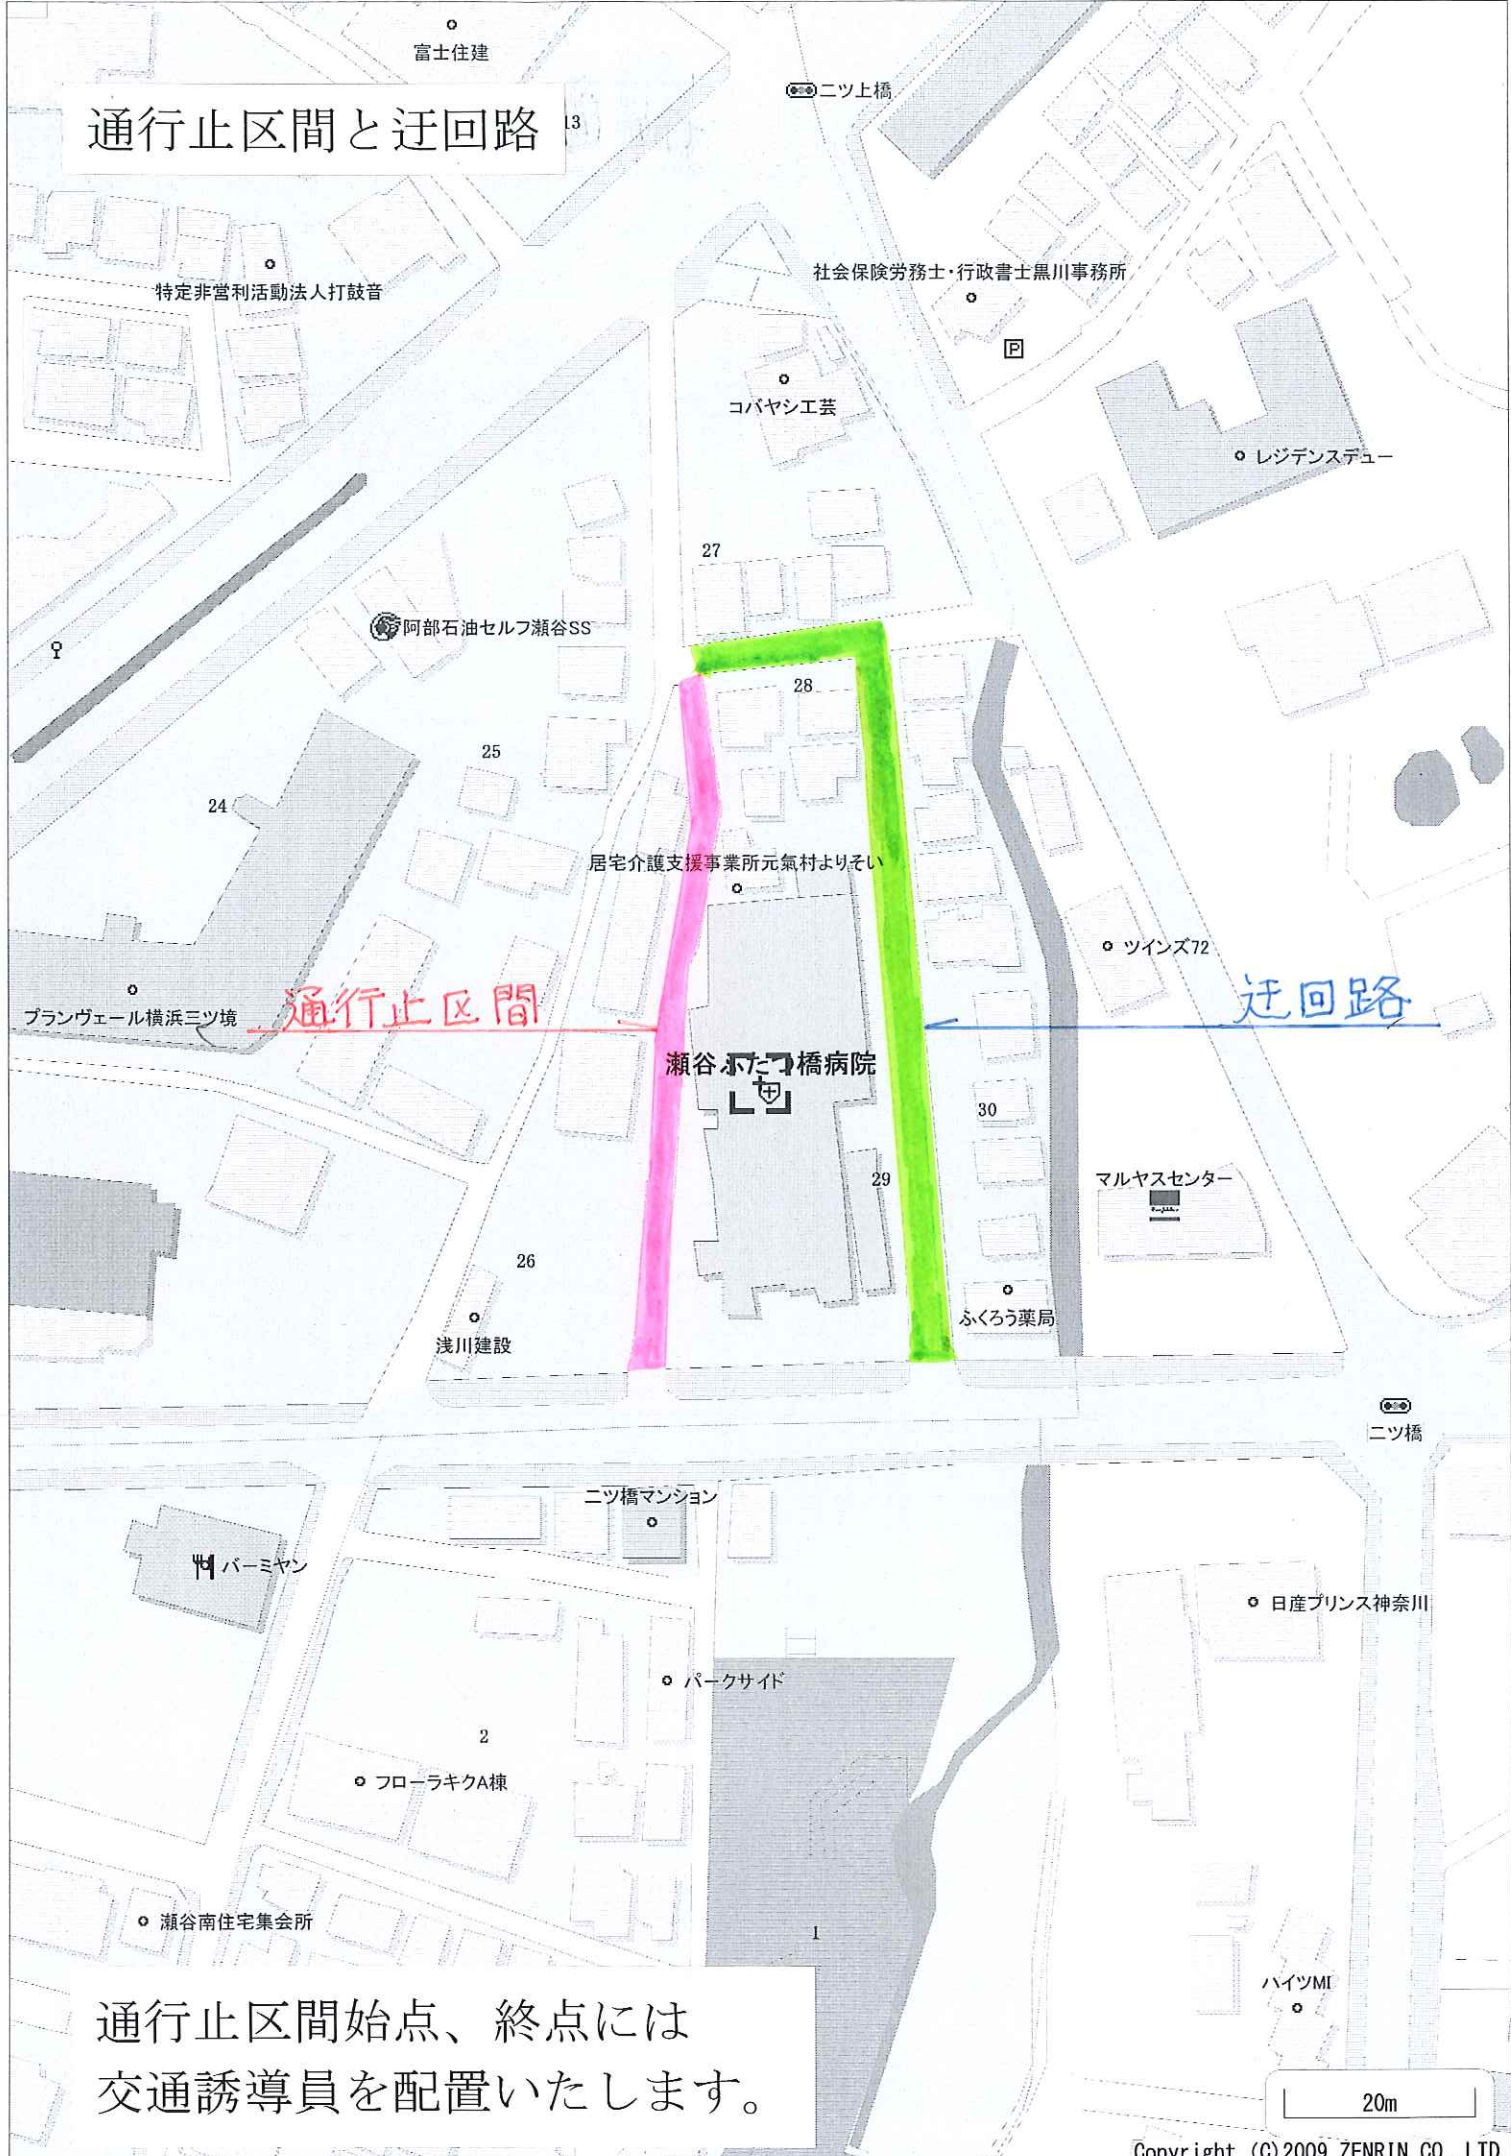 富士住建
二ツ上橋
通行止区間と迂回路
13
特定非営利活動法人打鼓音
社会保険労務士・行政書士黒川事務所
P
コバヤシ工芸
レジデンスデュー
27
阿部石油セルフ瀬谷SS
28
25
24
居宅介護支援事業所元氣村よりそい
ツインズ72
プランヴェール横浜三ツ境
通行止区間
迂回路
瀬谷ふたつ橋病院
30
29
マルヤスセンター
26
ふくろう薬局
浅川建設
二ツ橋
二ツ橋マンション
バーミヤン
日産プリンス神奈川
パークサイド
2
フローラキクA棟
瀬谷南住宅集会所
1
ハイツMI
通行止区間始点、終点には
交通誘導員を配置いたします。
20m
Copyright (C)2009 ZENRIN CO. LTD